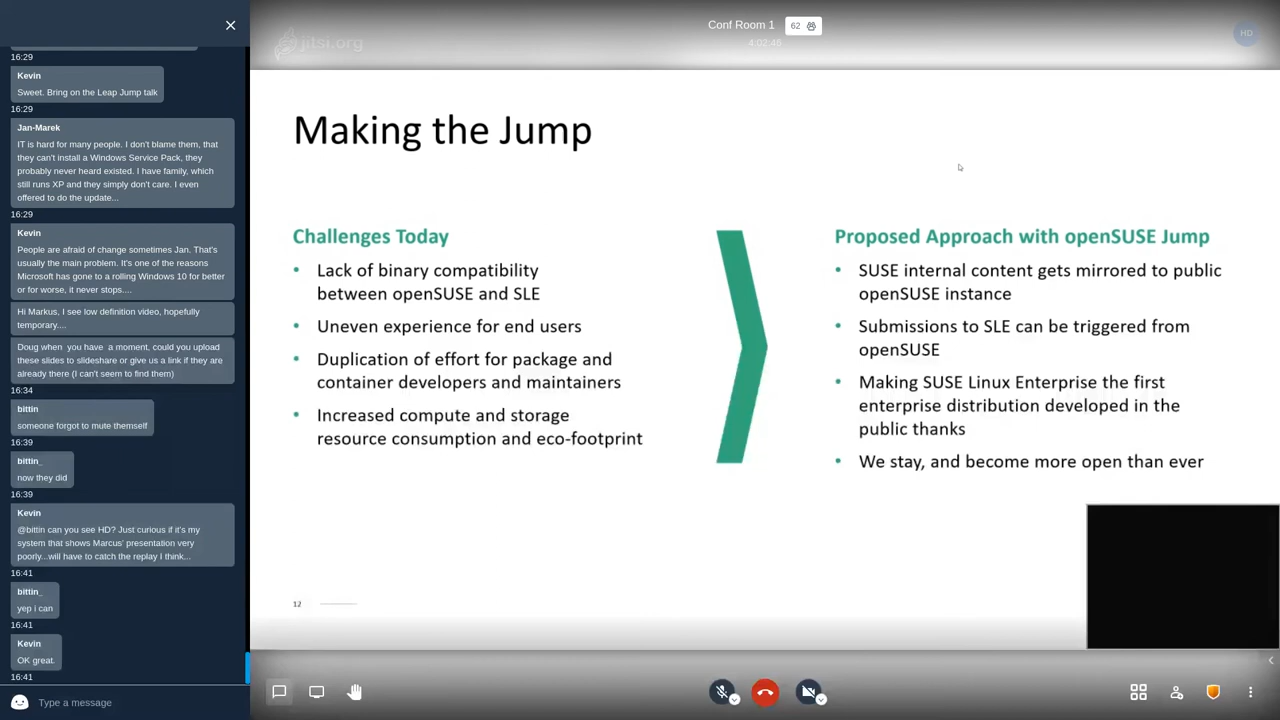 16:29
Kevin
Sweet. Bring on the Leap Jump talk
16:29
Jan-Marek
IT is hard for many people. I don't blame them, that
they can't install a Windows Service Pack, they
probably never heard existed. I have family, which
still runs XP and they simply don't care. I even
offered to do the update...
16:29
Kevin
People are afraid of change sometimes Jan. That's
usually the main problem. It's one of the reasons
Microsoft has gone to a rolling Windows 10 for better
or for worse, it never stops....
Hi Markus, I see low definition video, hopefully
temporary....
Doug when you have a moment, could you upload
these slides to slideshare or give us a link if they are
already there (I can't seem to find them)
16:34
bittin
someone forgot to mute themself
16:39
bittin_
now they did
16:39
Kevin
@bittin can you see HD? Just curious if it's my
system that shows Marcus' presentation very
poorly...will have to catch the replay I think...
16:41
bittin_
yep i can
16:41
Kevin
OK great.
16:41
Type a message
jitsi.org
Conf Room 1
62
4:02:46
HD
Making the Jump
Challenges Today
• Lack of binary compatibility
between openSUSE and SLE
• Uneven experience for end users
• Duplication of effort for package and
container developers and maintainers
• Increased compute and storage
resource consumption and eco-footprint
Proposed Approach with openSUSE Jump
• SUSE internal content gets mirrored to public
openSUSE instance
• Submissions to SLE can be triggered from
openSUSE
• Making SUSE Linux Enterprise the first
enterprise distribution developed in the
public thanks
• We stay, and become more open than ever
12